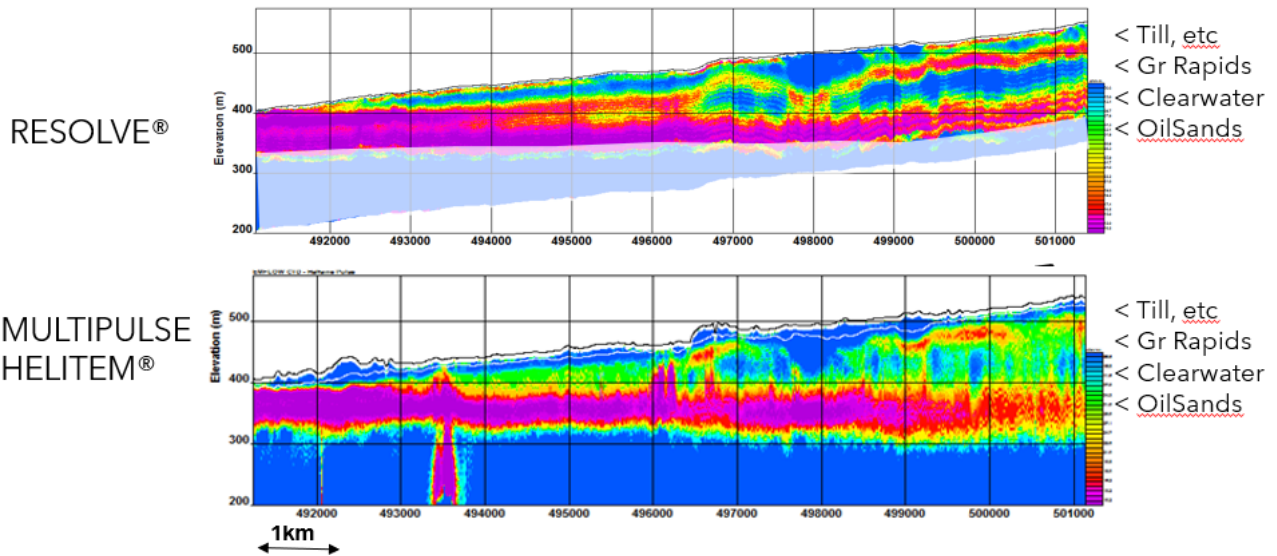 500
400
300
200
Elevation (m)
RESOLVE®
< Till, etc
< Gr Rapids
< Clearwater
< OilSands
492000 493000 494000 495000 496000 497000 498000 499000 500000 501000
MULTIPULSE
HELITEM®
500
400
300
200
Elevation (m)
< Till, etc
< Gr Rapids
< Clearwater
< OilSands
492000 493000 494000 495000 496000 497000 498000 499000 500000 501000
1km